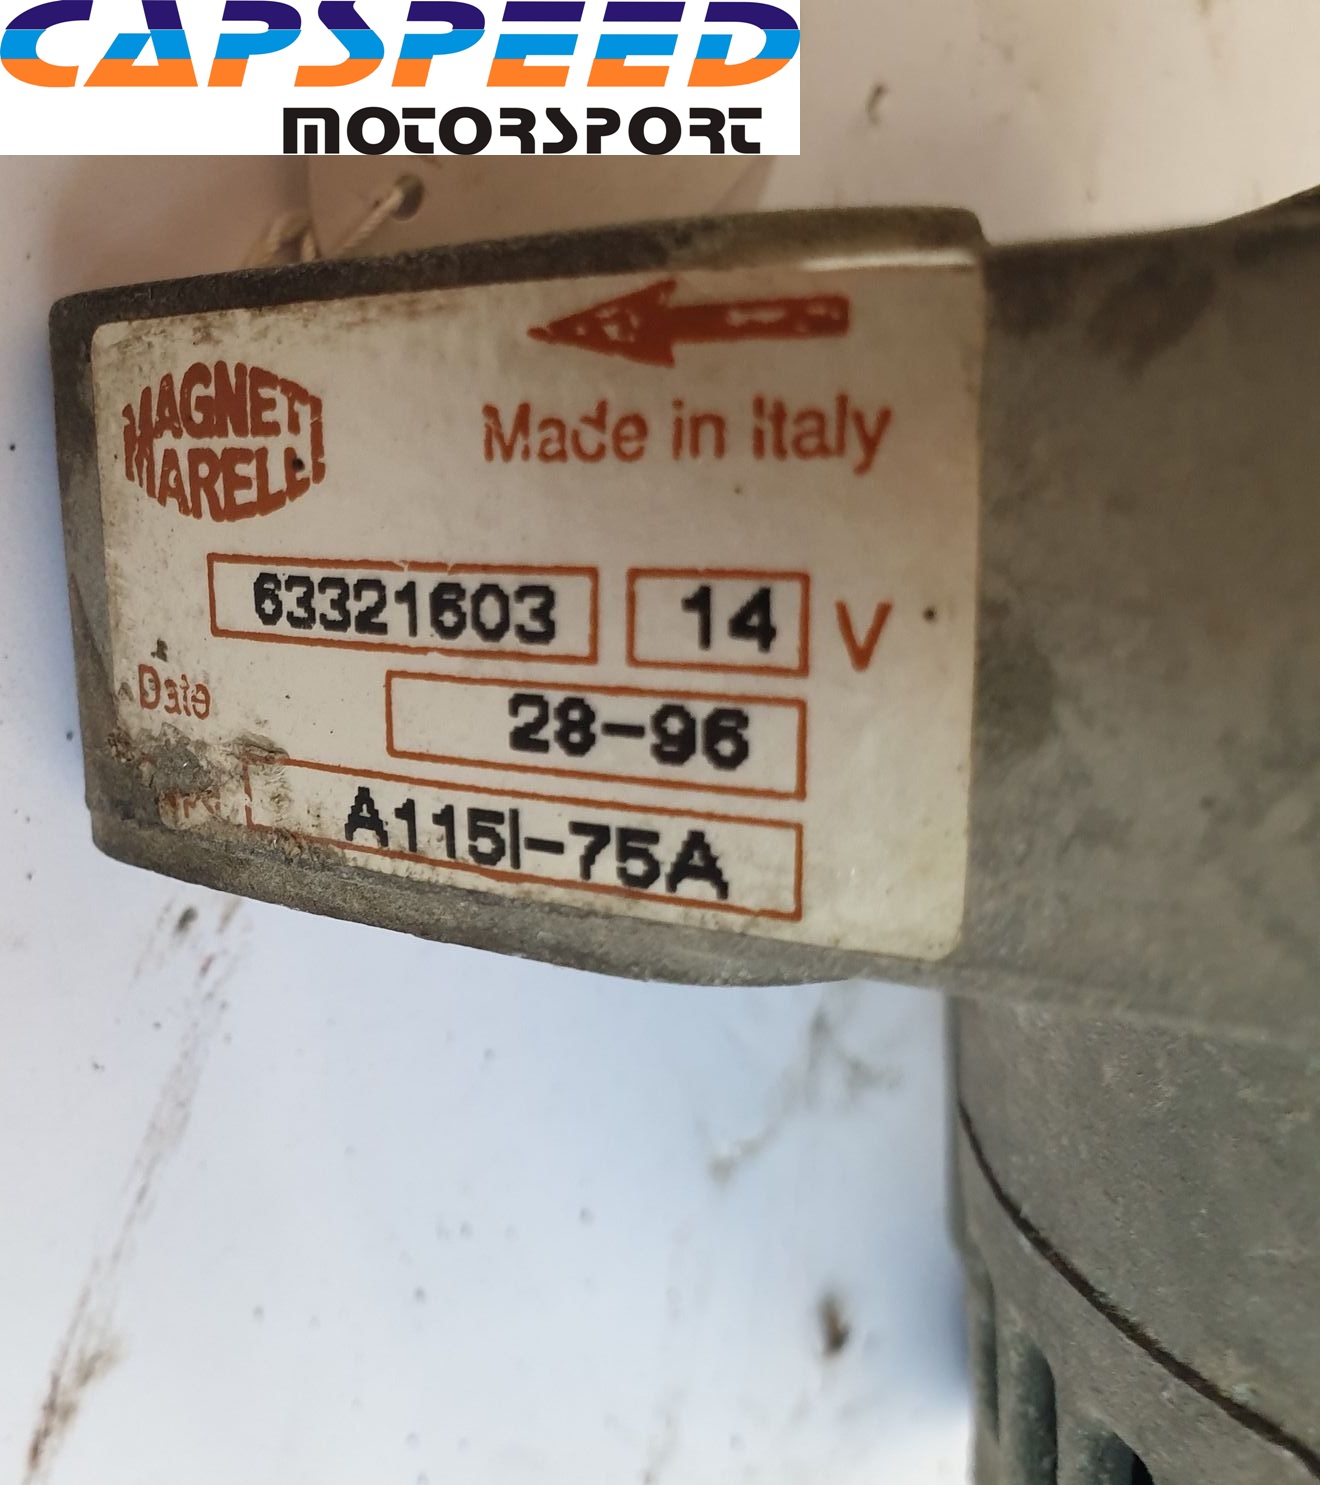 CAPSPEED
MOTORSPORT
MAGNETI
MARELLI
Made in Italy
63321603 14 V
Date 28-96
A115I-75A